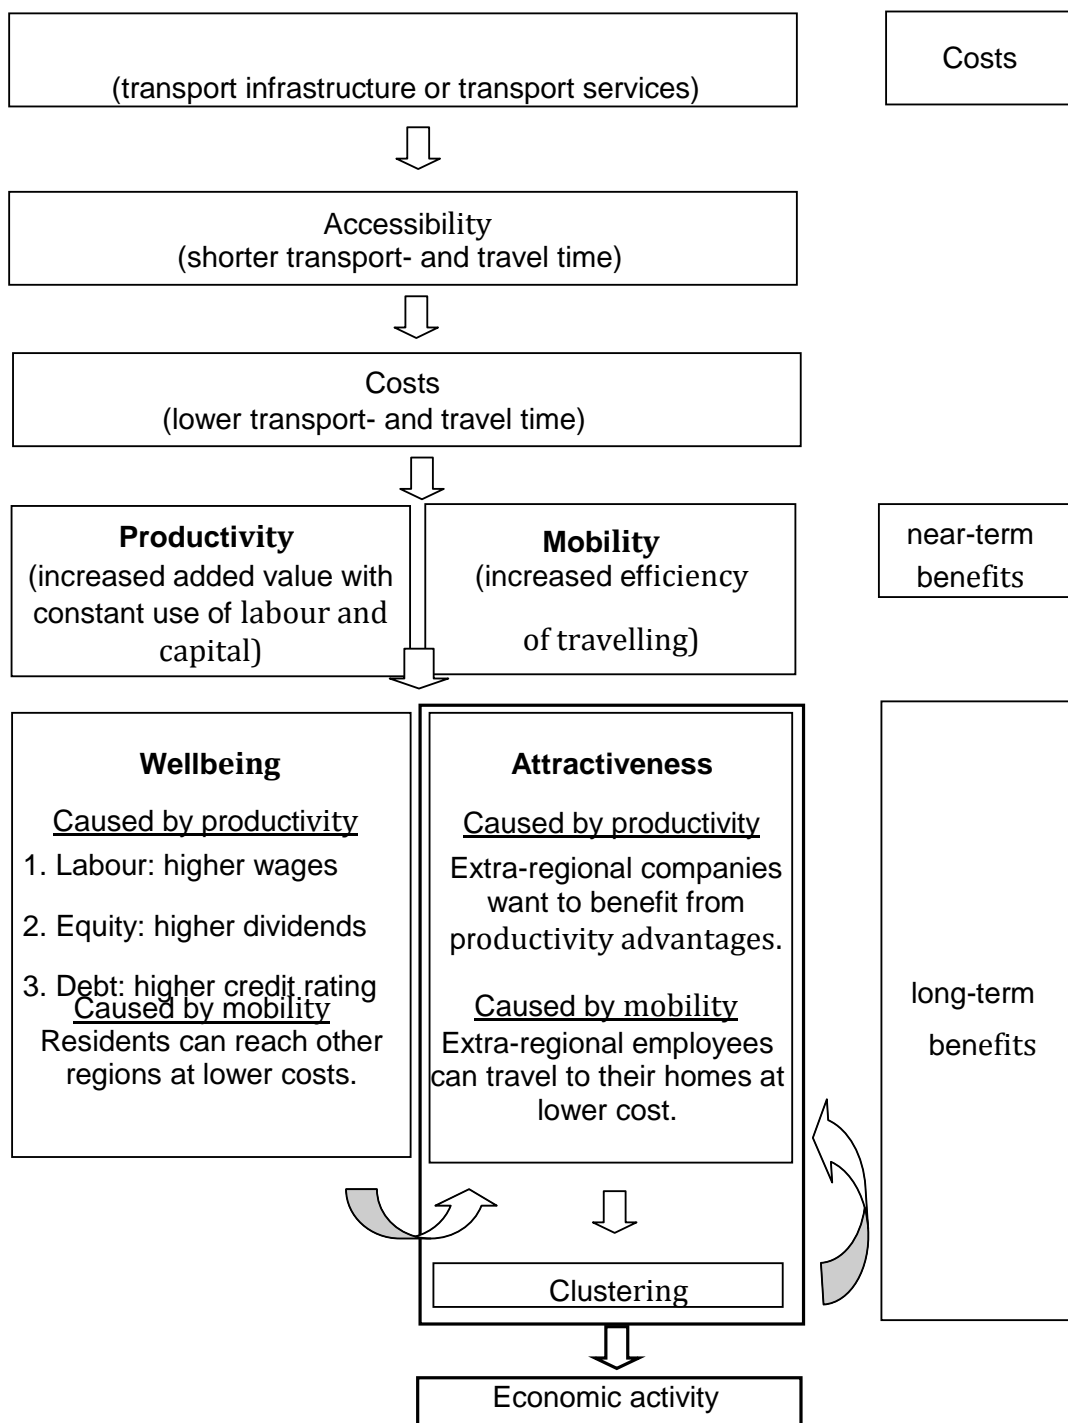 (transport infrastructure or transport services)
Costs
Accessibility
(shorter transport- and travel time)
Costs
(lower transport- and travel time)
Productivity
(increased added value with
constant use of labour and
capital)
Mobility
(increased efficiency
of travelling)
near-term
benefits
Wellbeing
Caused by productivity
1. Labour: higher wages
2. Equity: higher dividends
3. Debt: higher credit rating
Caused by mobility
Residents can reach other
regions at lower costs.
Attractiveness
Caused by productivity
Extra-regional companies
want to benefit from
productivity advantages.
Caused by mobility
Extra-regional employees
can travel to their homes at
lower cost.
long-term
benefits
Clustering
Economic activity